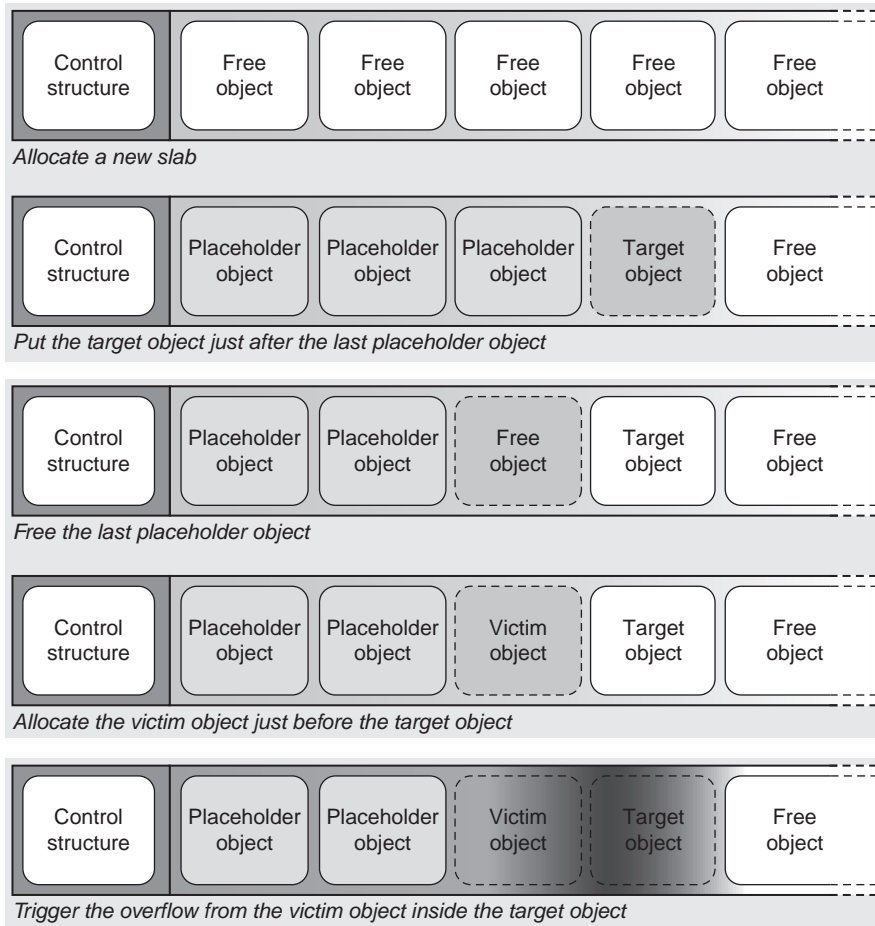 Control Free Free Free Free Free
structure object object object object object
Allocate a new slab
Control Placeholder Placeholder Placeholder Target Free
structure object object object object object
Put the target object just after the last placeholder object
Control Placeholder Placeholder Free Target Free
structure object object object object object
Free the last placeholder object
Control Placeholder Placeholder Victim Target Free
structure object object object object object
Allocate the victim object just before the target object
Control Placeholder Placeholder Victim Target Free
structure object object object object object
Trigger the overflow from the victim object inside the target object